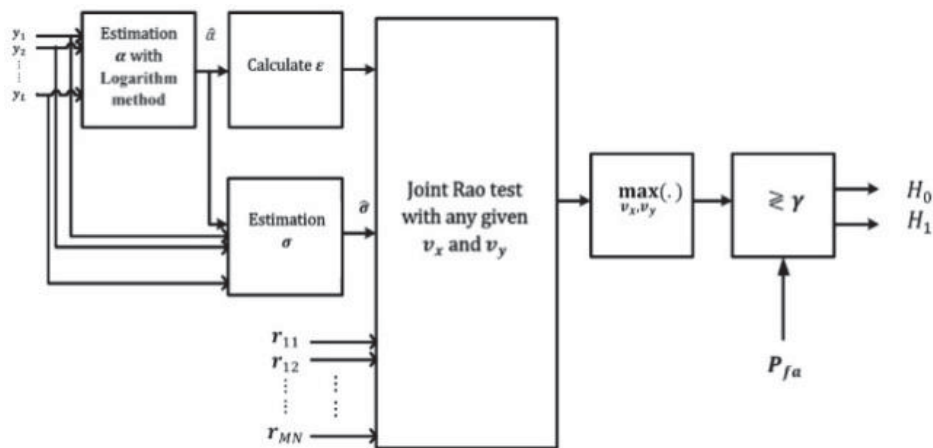 y₁
y₂
⋮
y_L
Estimation
α with
Logarithm
method
α̂
Calculate ε
Estimation
σ
σ̂
r₁₁
r₁₂
⋮ ⋮
r_MN
Joint Rao test
with any given
v_x and v_y
max(.)
v_x,v_y
≷ γ
H₀
H₁
P_fa